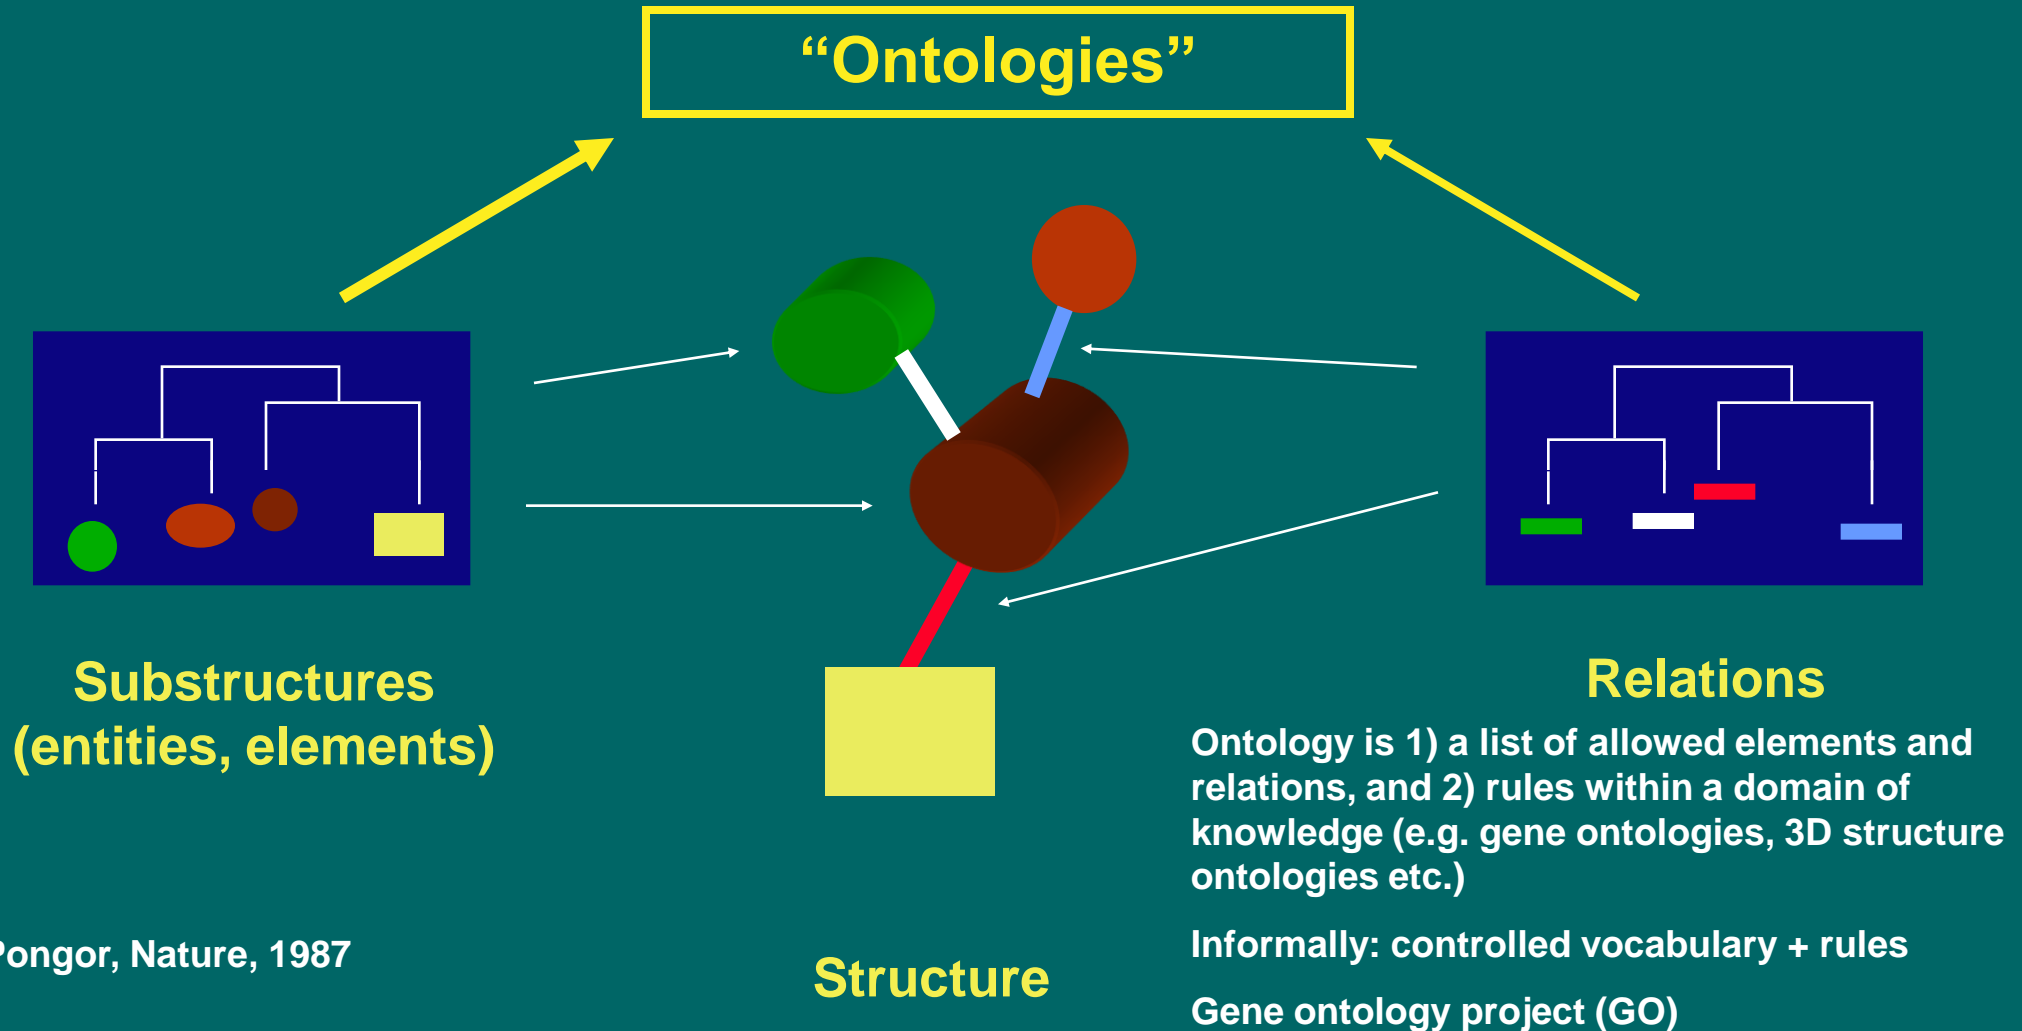 “Ontologies”
Substructures
(entities, elements)
Relations
Ontology is 1) a list of allowed elements and
relations, and 2) rules within a domain of
knowledge (e.g. gene ontologies, 3D structure
ontologies etc.)
Informally: controlled vocabulary + rules
Gene ontology project (GO)
Pongor, Nature, 1987
Structure